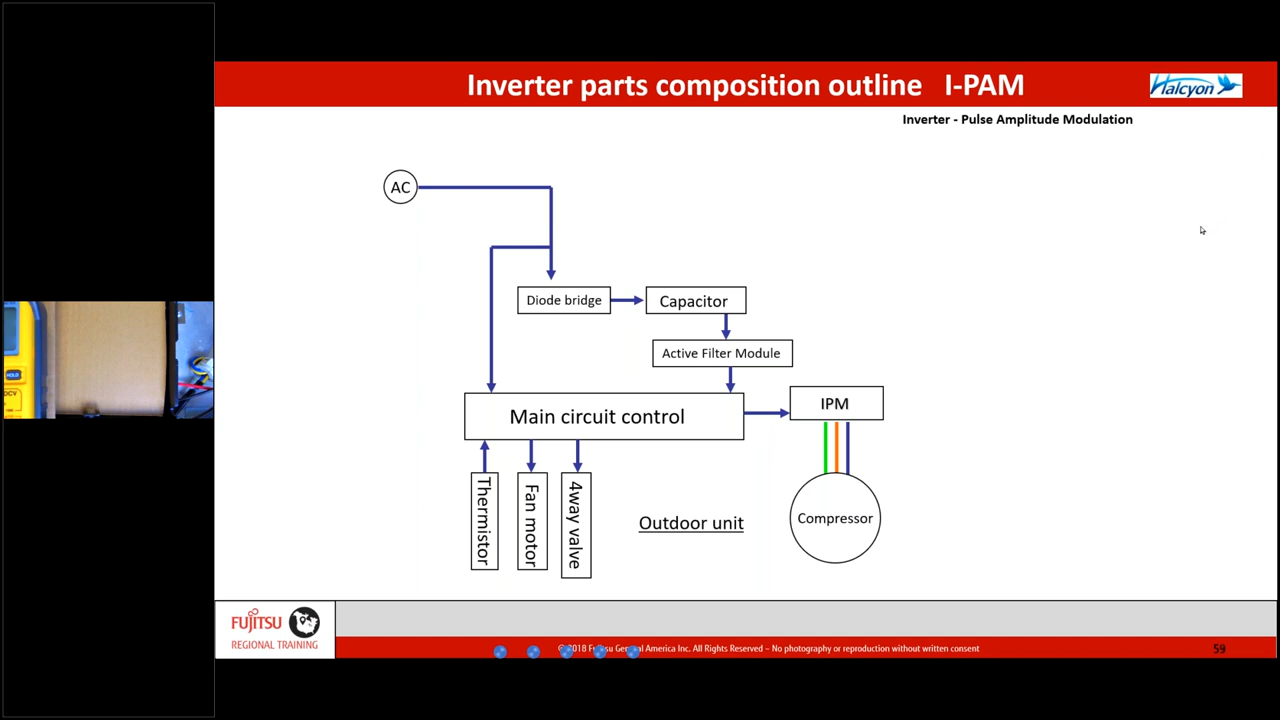 Inverter parts composition outline I-PAM
Halcyon
Inverter - Pulse Amplitude Modulation
AC
Diode bridge
Capacitor
Active Filter Module
Main circuit control
IPM
Thermistor
Fan motor
4way valve
Outdoor unit
Compressor
HOLD
DCV
FUJITSU
REGIONAL TRAINING
© 2018 Fujitsu General America Inc. All Rights Reserved – No photography or reproduction without written consent
59